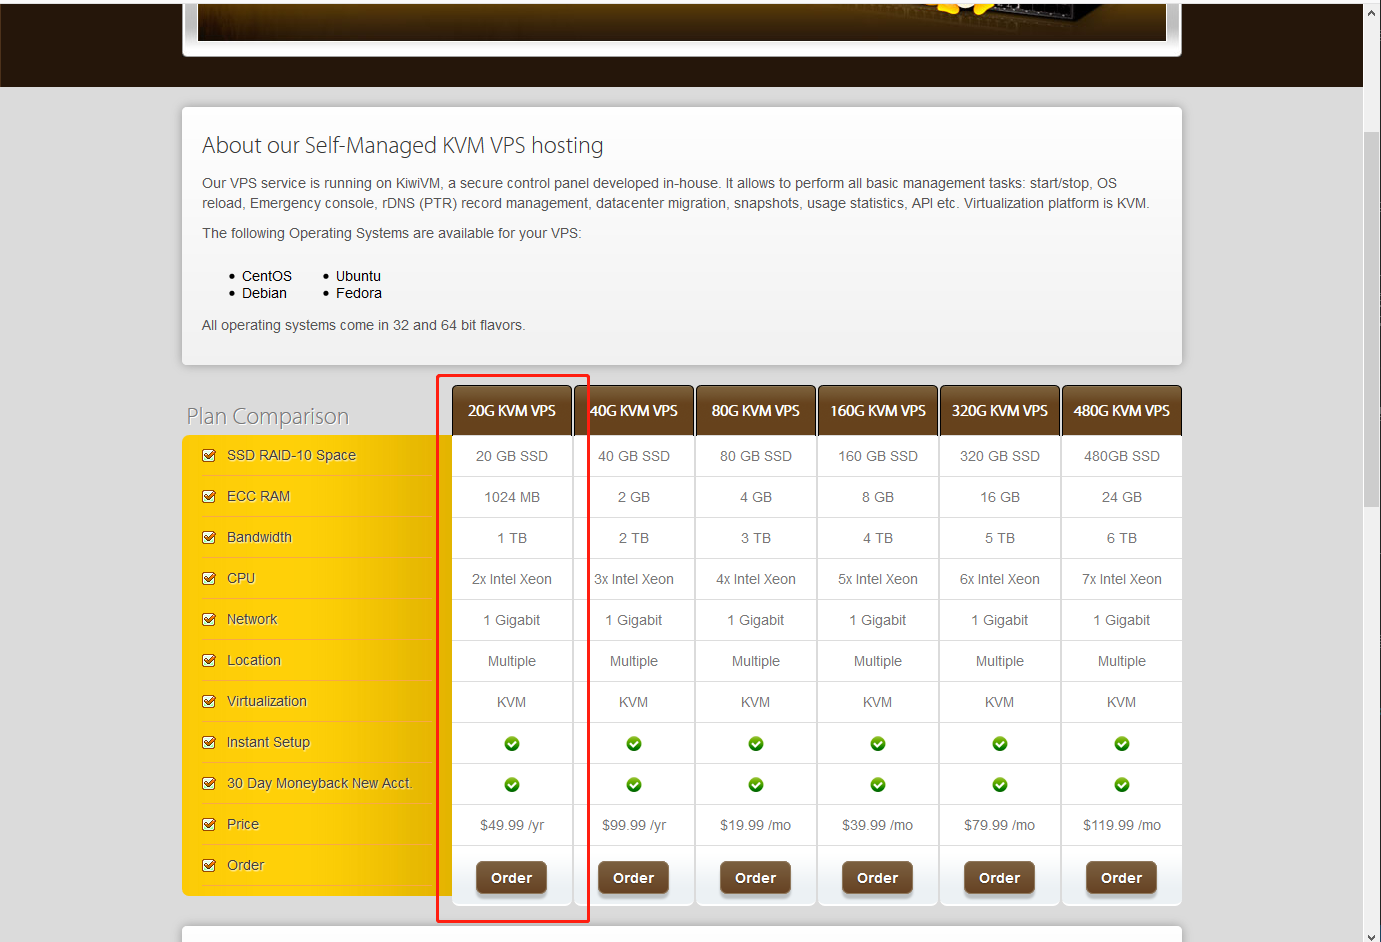 About our Self-Managed KVM VPS hosting
Our VPS service is running on KiwiVM, a secure control panel developed in-house. It allows to perform all basic management tasks: start/stop, OS
reload, Emergency console, rDNS (PTR) record management, datacenter migration, snapshots, usage statistics, API etc. Virtualization platform is KVM.
The following Operating Systems are available for your VPS:
• CentOS • Ubuntu
• Debian • Fedora
All operating systems come in 32 and 64 bit flavors.
Plan Comparison 20G KVM VPS 40G KVM VPS 80G KVM VPS 160G KVM VPS 320G KVM VPS 480G KVM VPS
SSD RAID-10 Space 20 GB SSD 40 GB SSD 80 GB SSD 160 GB SSD 320 GB SSD 480GB SSD
ECC RAM 1024 MB 2 GB 4 GB 8 GB 16 GB 24 GB
Bandwidth 1 TB 2 TB 3 TB 4 TB 5 TB 6 TB
CPU 2x Intel Xeon 3x Intel Xeon 4x Intel Xeon 5x Intel Xeon 6x Intel Xeon 7x Intel Xeon
Network 1 Gigabit 1 Gigabit 1 Gigabit 1 Gigabit 1 Gigabit 1 Gigabit
Location Multiple Multiple Multiple Multiple Multiple Multiple
Virtualization KVM KVM KVM KVM KVM KVM
Instant Setup
30 Day Moneyback New Acct.
Price $49.99 /yr $99.99 /yr $19.99 /mo $39.99 /mo $79.99 /mo $119.99 /mo
Order Order Order Order Order Order Order